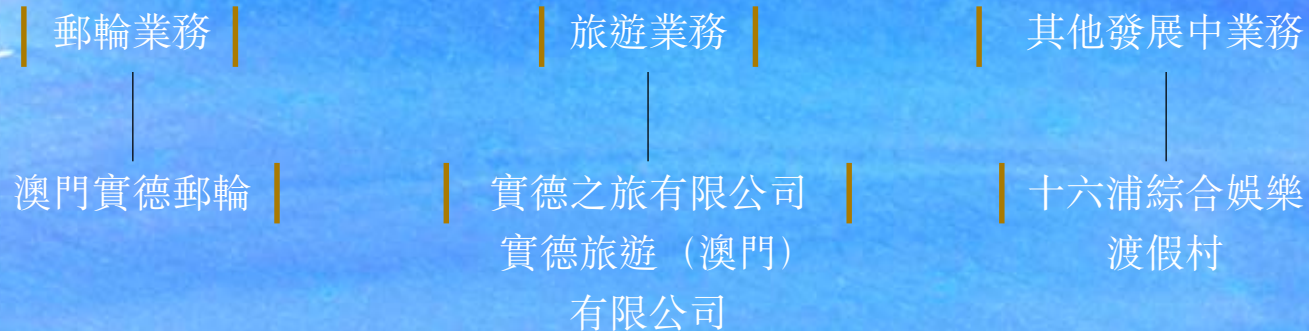 郵輪業務
旅遊業務
其他發展中業務
澳門實德郵輪
實德之旅有限公司
實德旅遊（澳門）
有限公司
十六浦綜合娛樂
渡假村